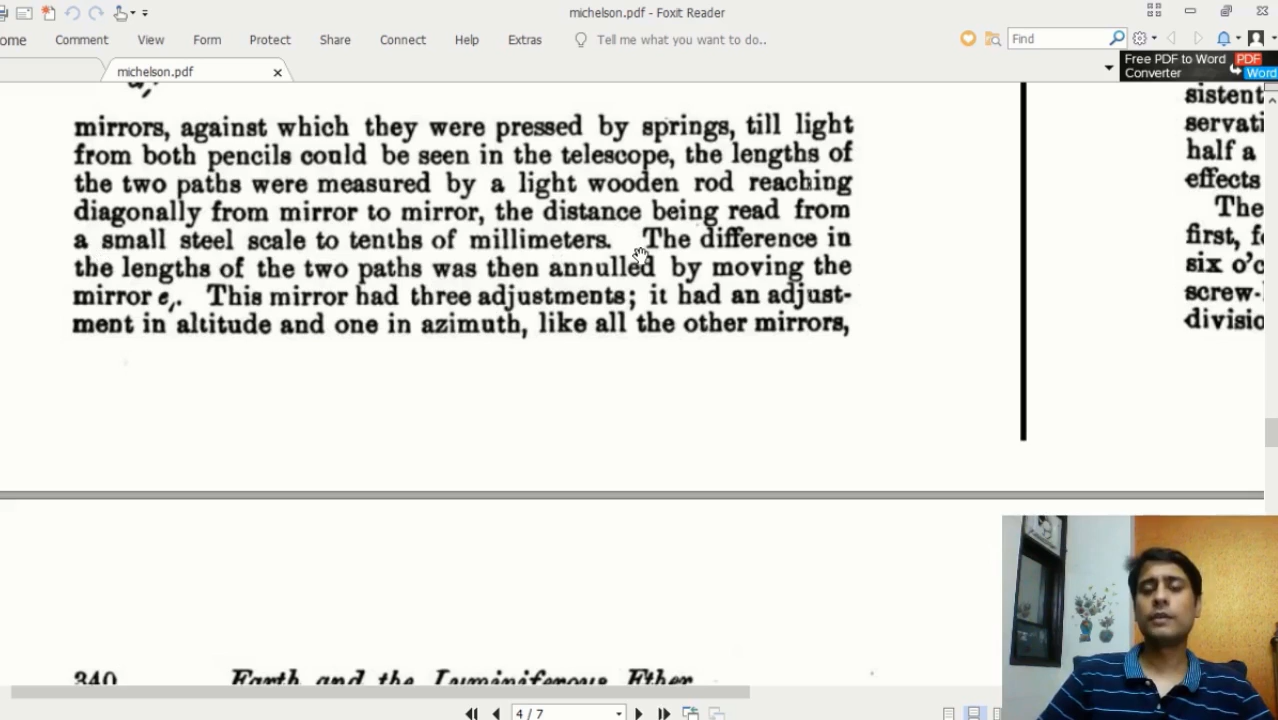 michelson.pdf - Foxit Reader
ome Comment View Form Protect Share Connect Help Extras Tell me what you want to do.. Find
michelson.pdf
Free PDF to Word Converter
PDF
Word
mirrors, against which they were pressed by springs, till light
from both pencils could be seen in the telescope, the lengths of
the two paths were measured by a light wooden rod reaching
diagonally from mirror to mirror, the distance being read from
a small steel scale to tenths of millimeters. The difference in
the lengths of the two paths was then annulled by moving the
mirror e,. This mirror had three adjustments; it had an adjust-
ment in altitude and one in azimuth, like all the other mirrors,
sistent
servati
half a
effects
The
first, f
six o'c
screw-
divisio
340 Earth and the Luminiferous Ether
4 / 7